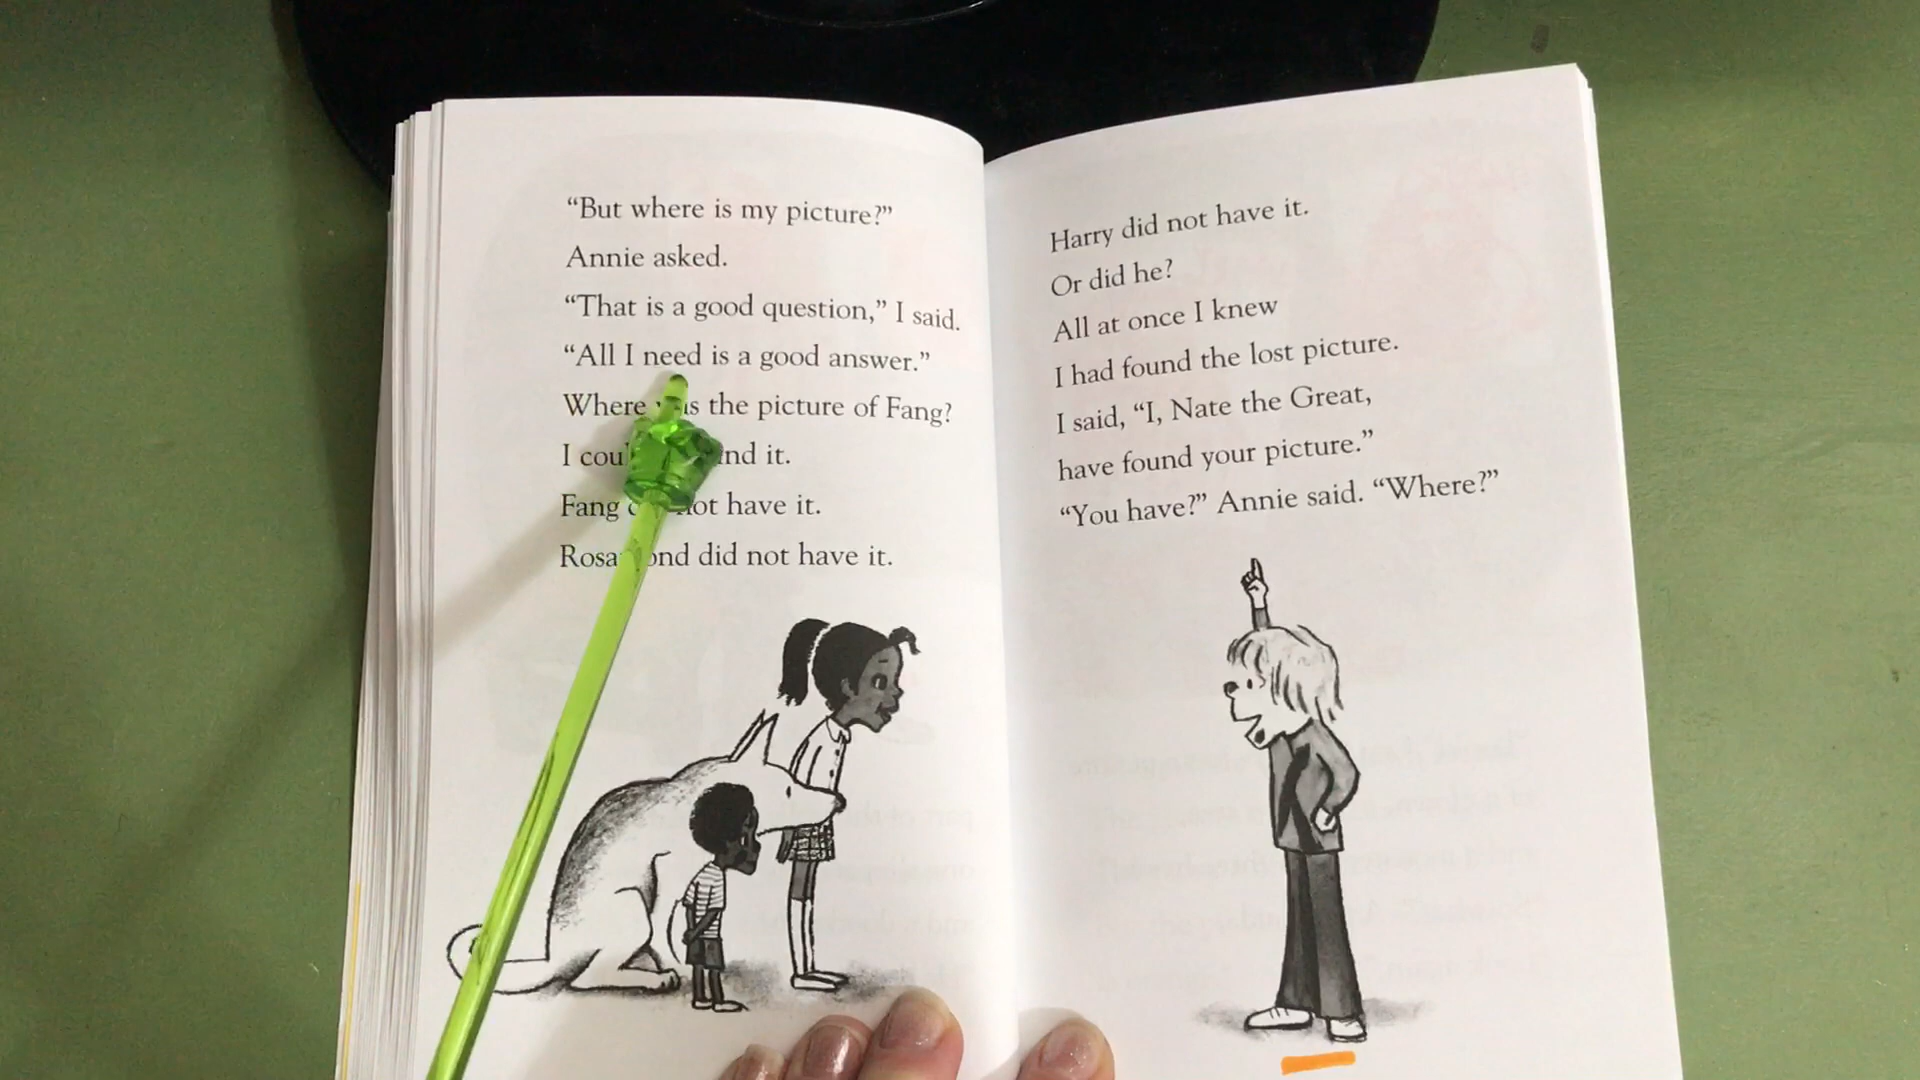 “But where is my picture?”
Annie asked.
“That is a good question,” I said.
“All I need is a good answer.”
Where the picture of Fang?
I it.
Fang not have it.
did not have it.
Harry did not have it.
Or did he?
All at once I knew
I had found the lost picture.
I said, “I, Nate the Great,
have found your picture.”
“You have?” Annie said. “Where?”